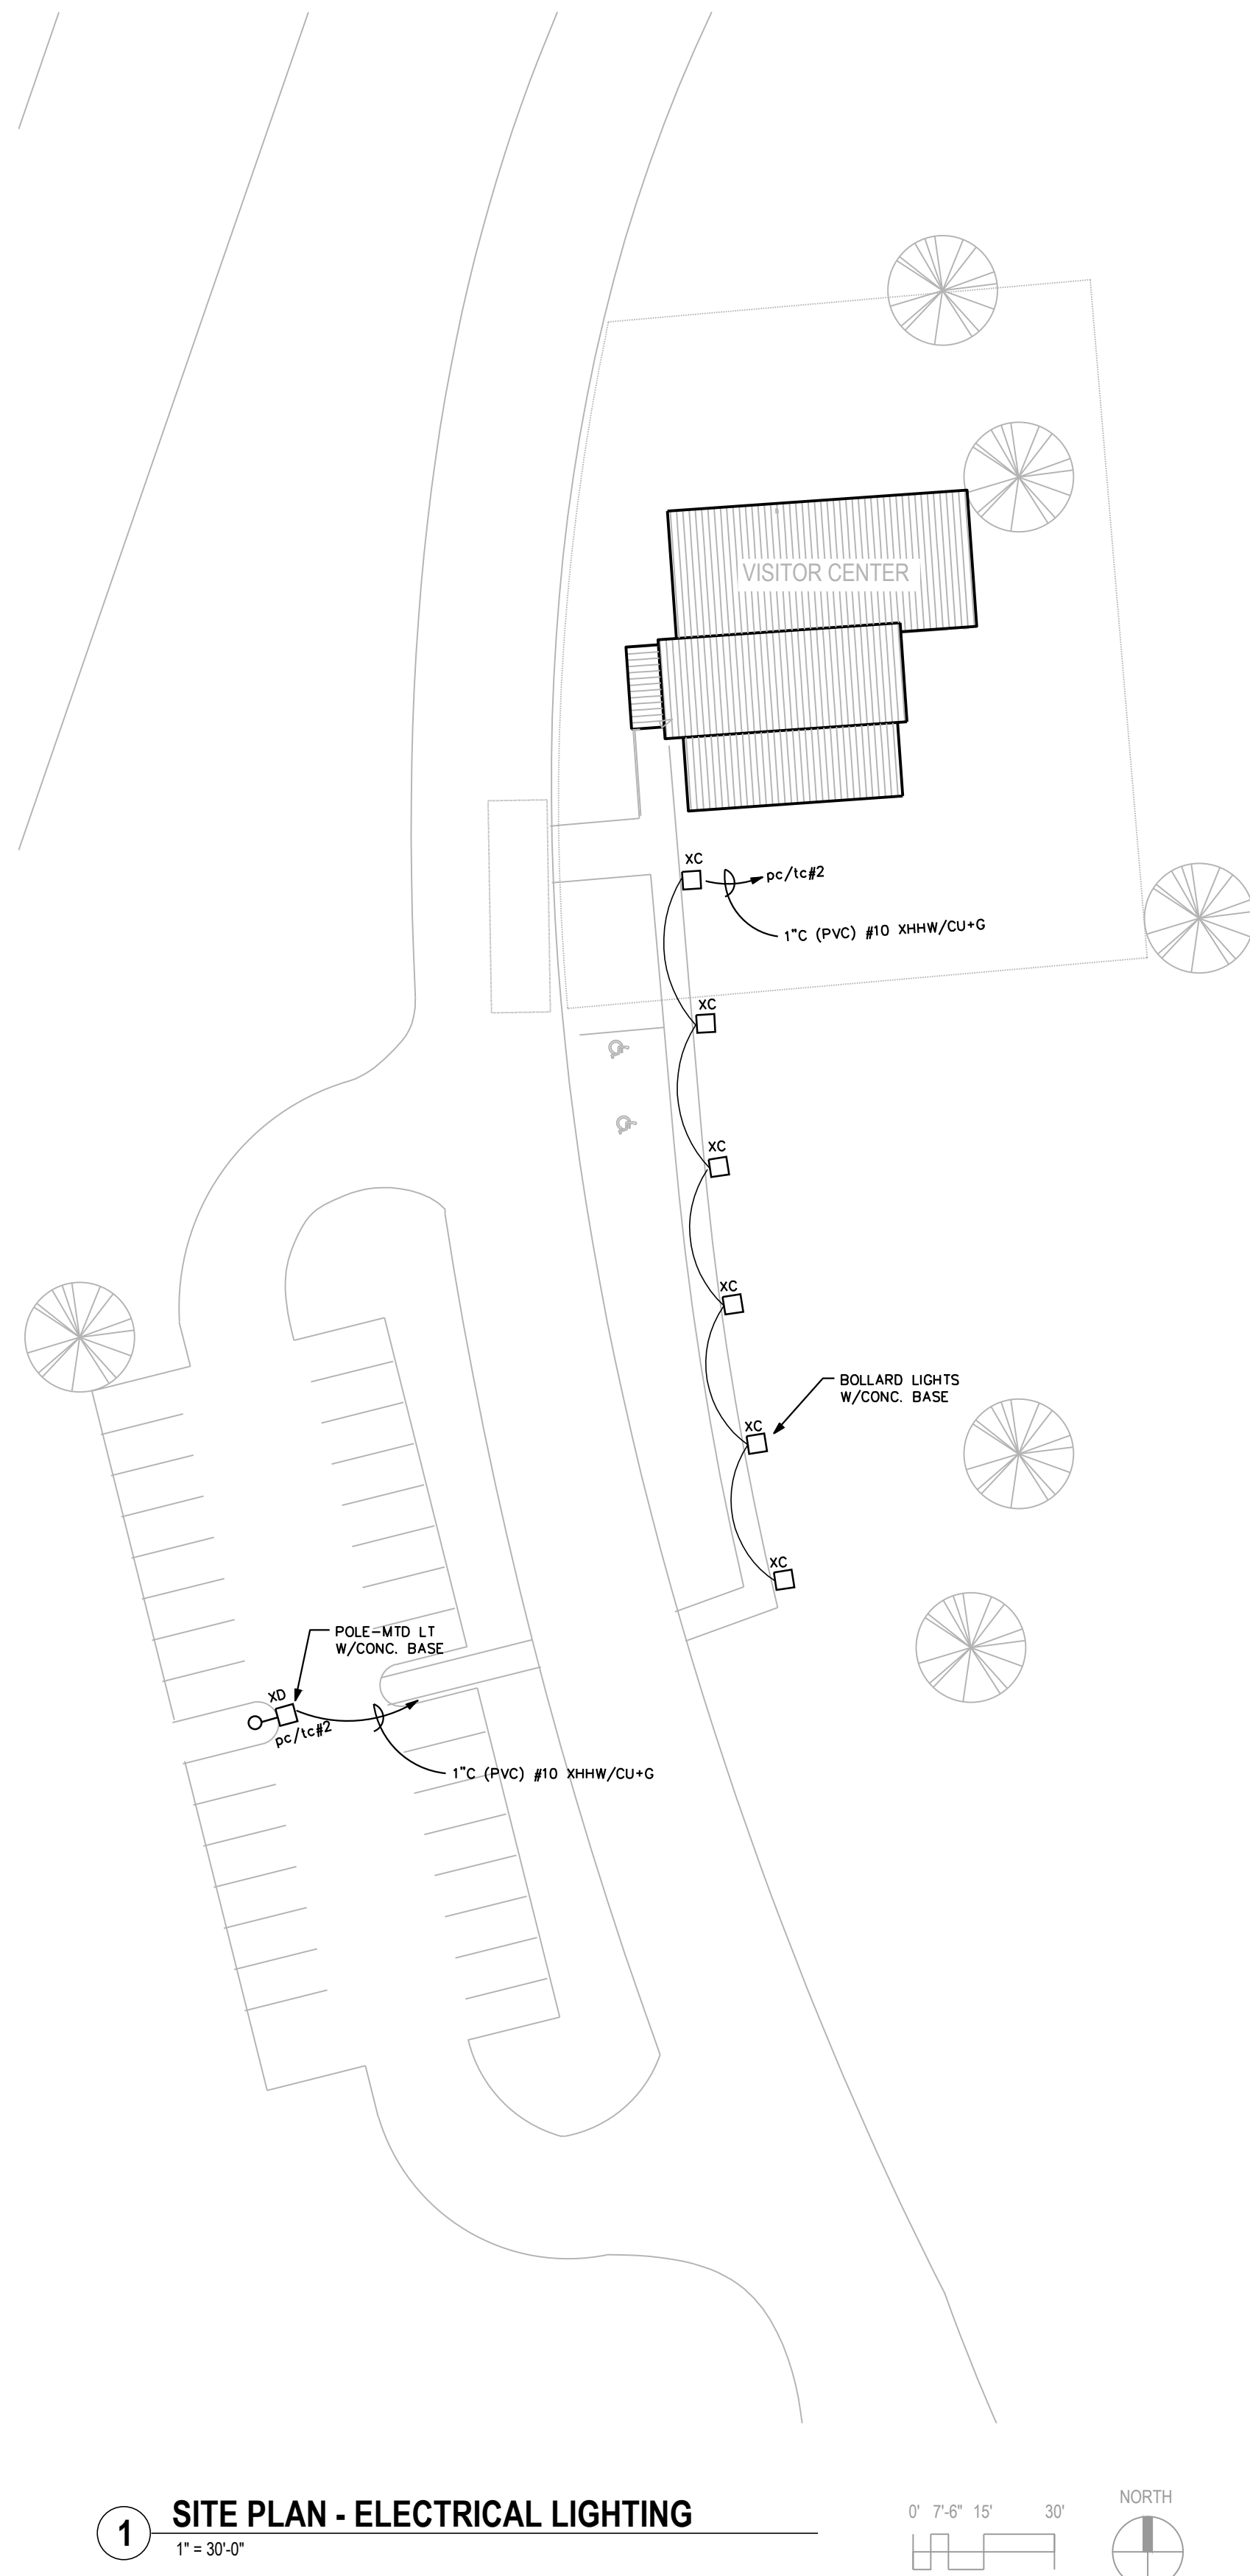 VISITOR CENTER
XC
pc/tc#2
1"C (PVC) #10 XHHW/CU+G
XC
XC
XC
BOLLARD LIGHTS
W/CONC. BASE
XC
XC
POLE-MTD LT
W/CONC. BASE
XD
pc/tc#2
1"C (PVC) #10 XHHW/CU+G
NORTH
1 SITE PLAN - ELECTRICAL LIGHTING
0' 7'-6" 15' 30'
1" = 30'-0"